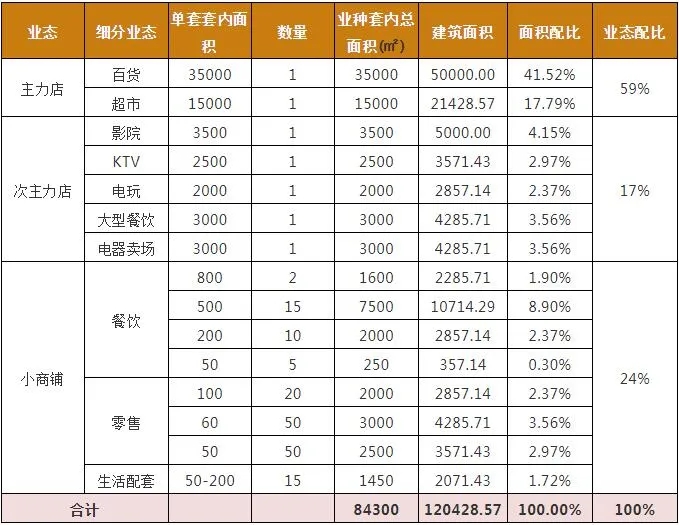 业态 细分业态 单套套内面积 数量 业种套内总面积(㎡) 建筑面积 面积配比 业态配比
主力店 百货 35000 1 35000 50000.00 41.52% 59%
超市 15000 1 15000 21428.57 17.79%
次主力店 影院 3500 1 3500 5000.00 4.15% 17%
KTV 2500 1 2500 3571.43 2.97%
电玩 2000 1 2000 2857.14 2.37%
大型餐饮 3000 1 3000 4285.71 3.56%
电器卖场 3000 1 3000 4285.71 3.56%
小商铺 餐饮 800 2 1600 2285.71 1.90% 24%
500 15 7500 10714.29 8.90%
200 10 2000 2857.14 2.37%
50 5 250 357.14 0.30%
零售 100 20 2000 2857.14 2.37%
60 50 3000 4285.71 3.56%
50 50 2500 3571.43 2.97%
生活配套 50-200 15 1450 2071.43 1.72%
合计 84300 120428.57 100.00% 100%